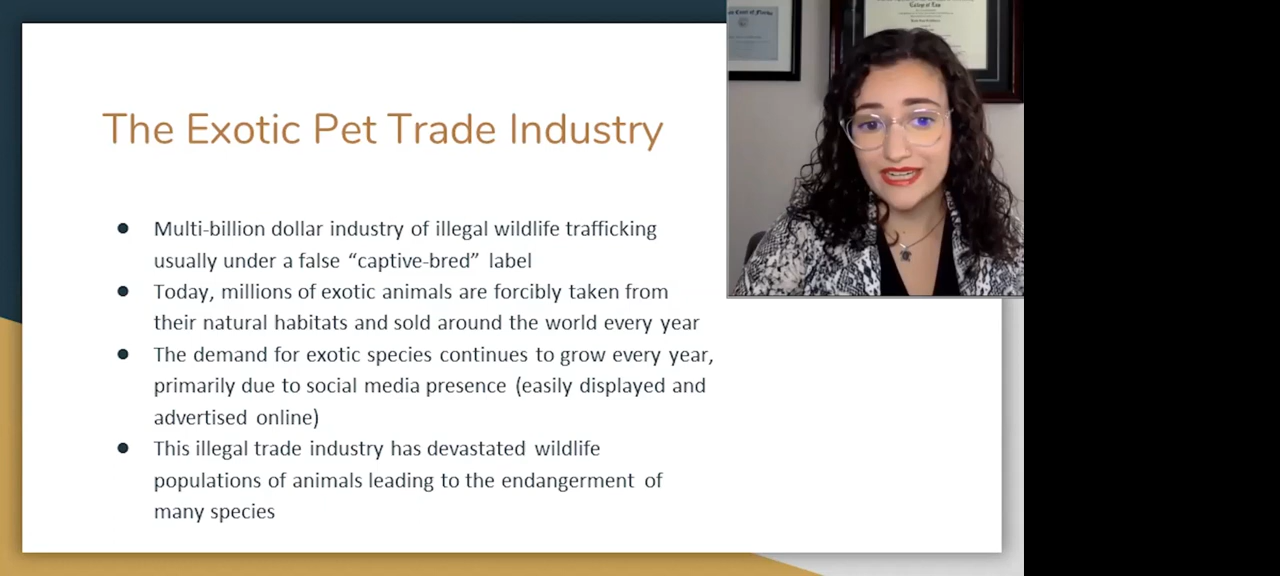 The Exotic Pet Trade Industry
● Multi-billion dollar industry of illegal wildlife trafficking
usually under a false “captive-bred” label
● Today, millions of exotic animals are forcibly taken from
their natural habitats and sold around the world every year
● The demand for exotic species continues to grow every year,
primarily due to social media presence (easily displayed and
advertised online)
● This illegal trade industry has devastated wildlife
populations of animals leading to the endangerment of
many species
College of Law